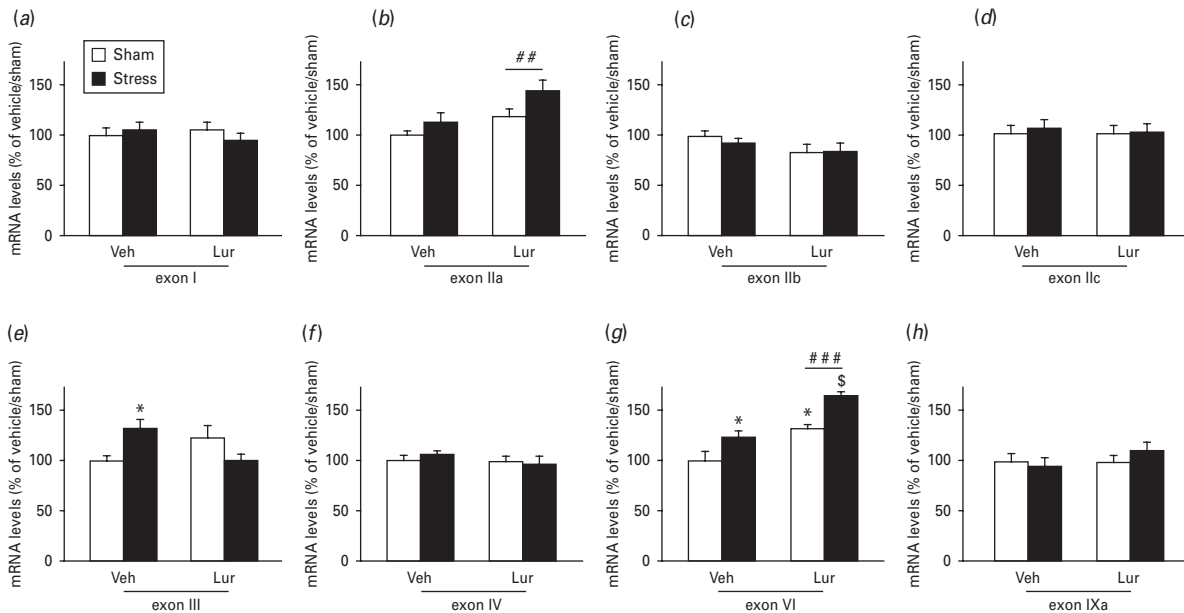 (a)
mRNA levels (% of vehicle/sham)
Sham
Stress
150
100
50
0
Veh Lur
exon I
(b)
mRNA levels (% of vehicle/sham)
##
150
100
50
0
Veh Lur
exon IIa
(c)
mRNA levels (% of vehicle/sham)
150
100
50
0
Veh Lur
exon IIb
(d)
mRNA levels (% of vehicle/sham)
150
100
50
0
Veh Lur
exon IIc
(e)
mRNA levels (% of vehicle/sham)
150
*
100
50
0
Veh Lur
exon III
(f)
mRNA levels (% of vehicle/sham)
150
100
50
0
Veh Lur
exon IV
(g)
mRNA levels (% of vehicle/sham)
###
$
150
* *
100
50
0
Veh Lur
exon VI
(h)
mRNA levels (% of vehicle/sham)
150
100
50
0
Veh Lur
exon IXa